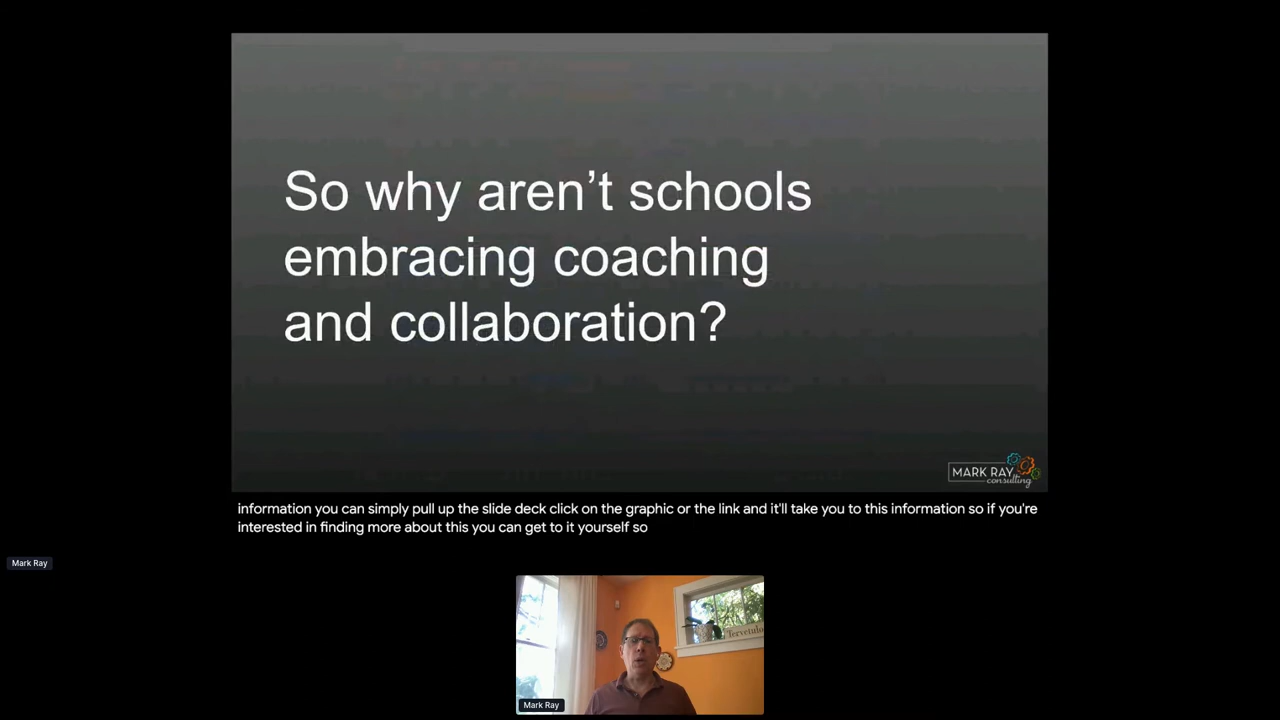 So why aren’t schools
embracing coaching
and collaboration?
MARK RAY
consulting
information you can simply pull up the slide deck click on the graphic or the link and it'll take you to this information so if you're
interested in finding more about this you can get to it yourself so
Mark Ray
Tervetulo
Mark Ray